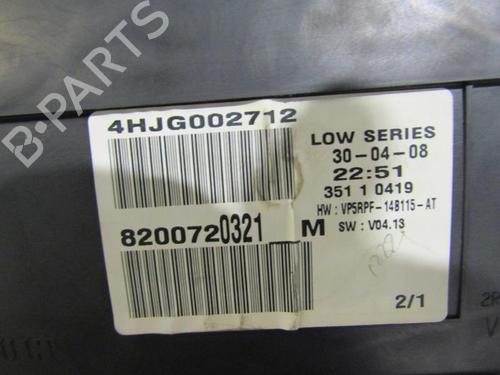 B-PARTS
4HJG002712
LOW SERIES
30-04-08
22:51
351 1 0419
HW : VP5RPF-14B115-AT
SW : V04.13
8200720321 M
2/1